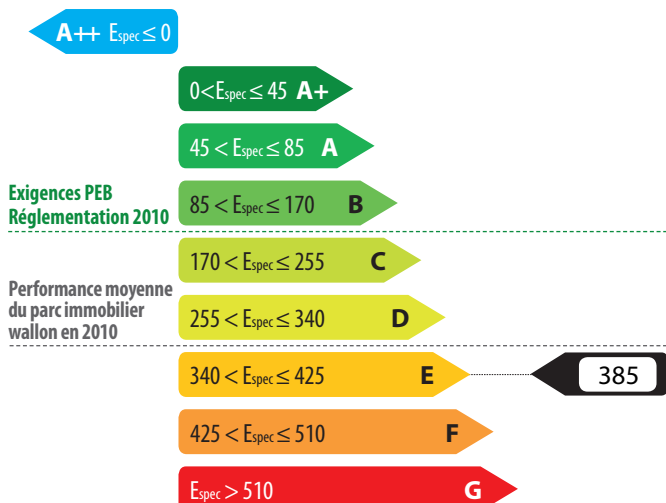 A++ Espec ≤ 0
0<Espec ≤ 45 A+
45 < Espec ≤ 85 A
Exigences PEB
Réglementation 2010
85 < Espec ≤ 170 B
170 < Espec ≤ 255 C
Performance moyenne
du parc immobilier
wallon en 2010
255 < Espec ≤ 340 D
340 < Espec ≤ 425 E 385
425 < Espec ≤ 510 F
Espec > 510 G